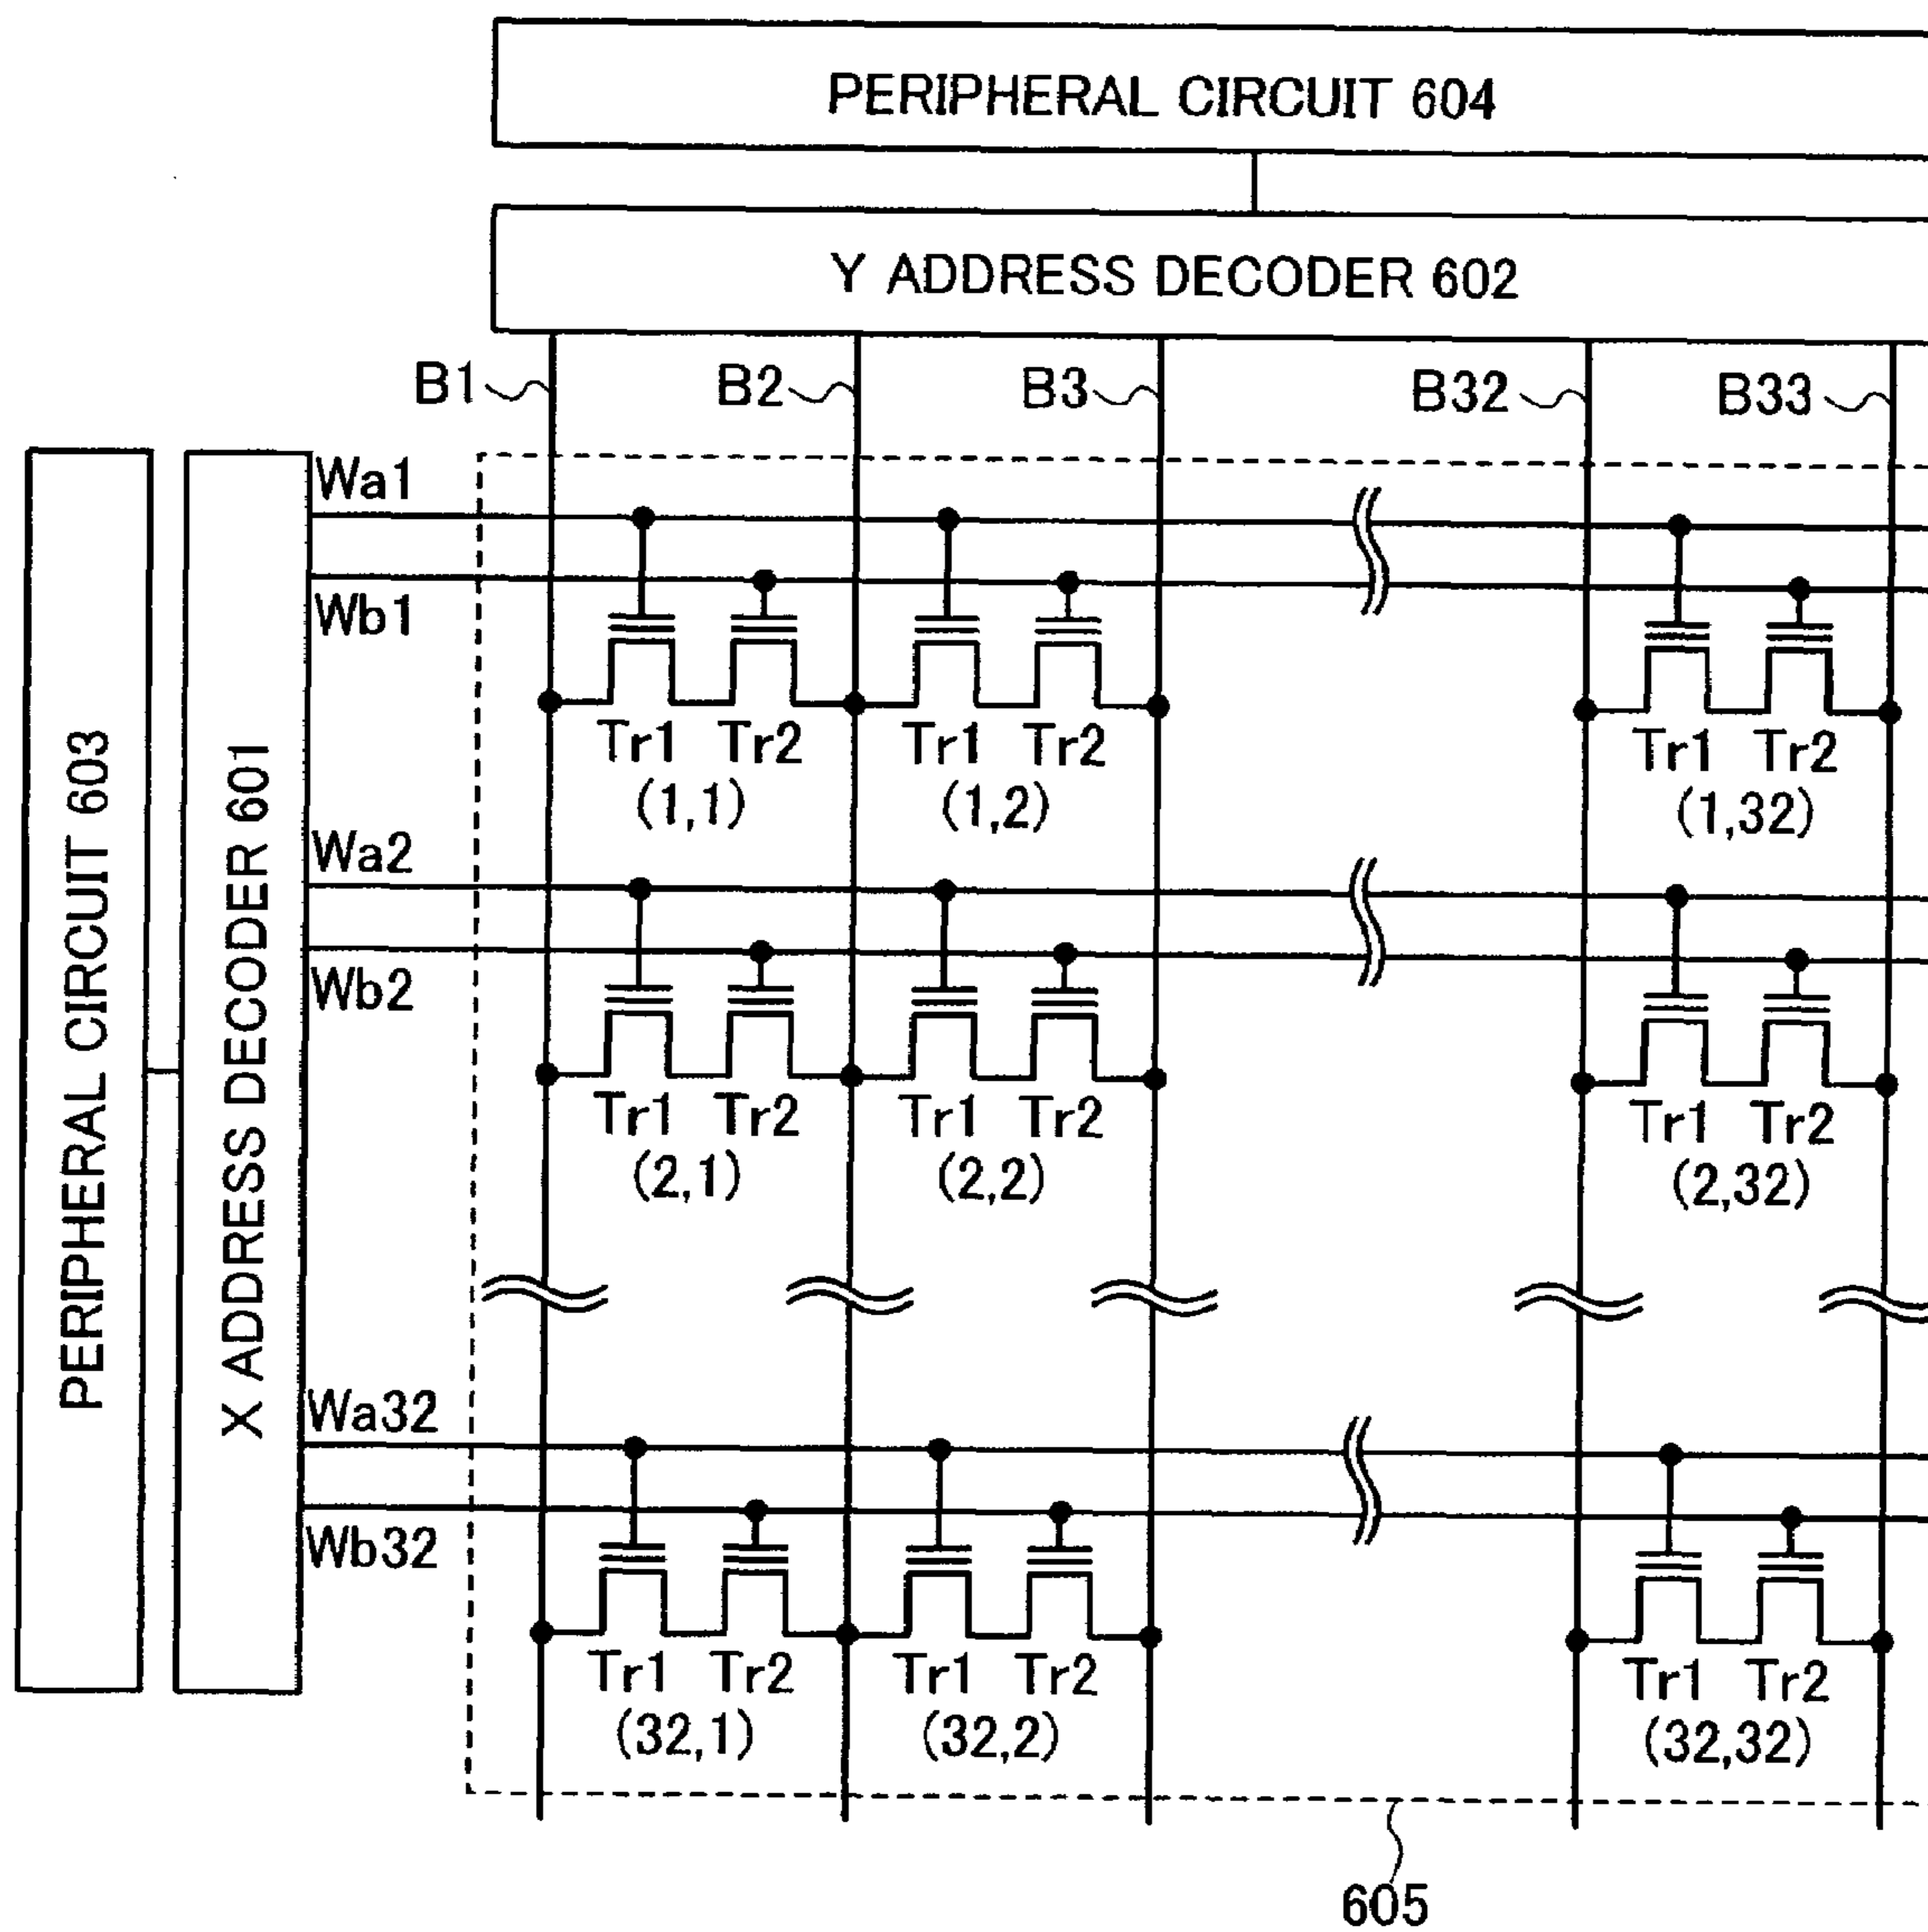 PERIPHERAL CIRCUIT 604
Y ADDRESS DECODER 602
B1 B2 B3 B32 B33
PERIPHERAL CIRCUIT 603
X ADDRESS DECODER 601
Wa1
Wb1
Tr1 Tr2 Tr1 Tr2 Tr1 Tr2
(1,1) (1,2) (1,32)
Wa2
Wb2
Tr1 Tr2 Tr1 Tr2 Tr1 Tr2
(2,1) (2,2) (2,32)
Wa32
Wb32
Tr1 Tr2 Tr1 Tr2 Tr1 Tr2
(32,1) (32,2) (32,32)
605